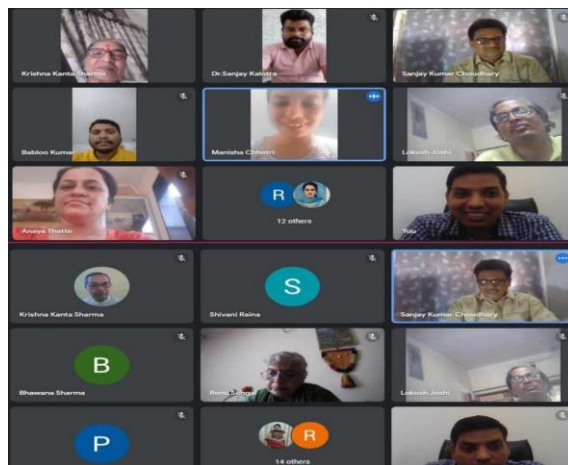 Krishna Kanta Sharma
Dr.Sanjay Kalotra
Sanjay Kumar Choudhary
Babloo Kumar
Manisha Chhetri
Lokesh Joshi
Anaya Thatte
R
12 others
You
Krishna Kanta Sharma
S
Shivani Raina
Sanjay Kumar Choudhary
B
Bhawana Sharma
Lokesh Joshi
P
R
14 others